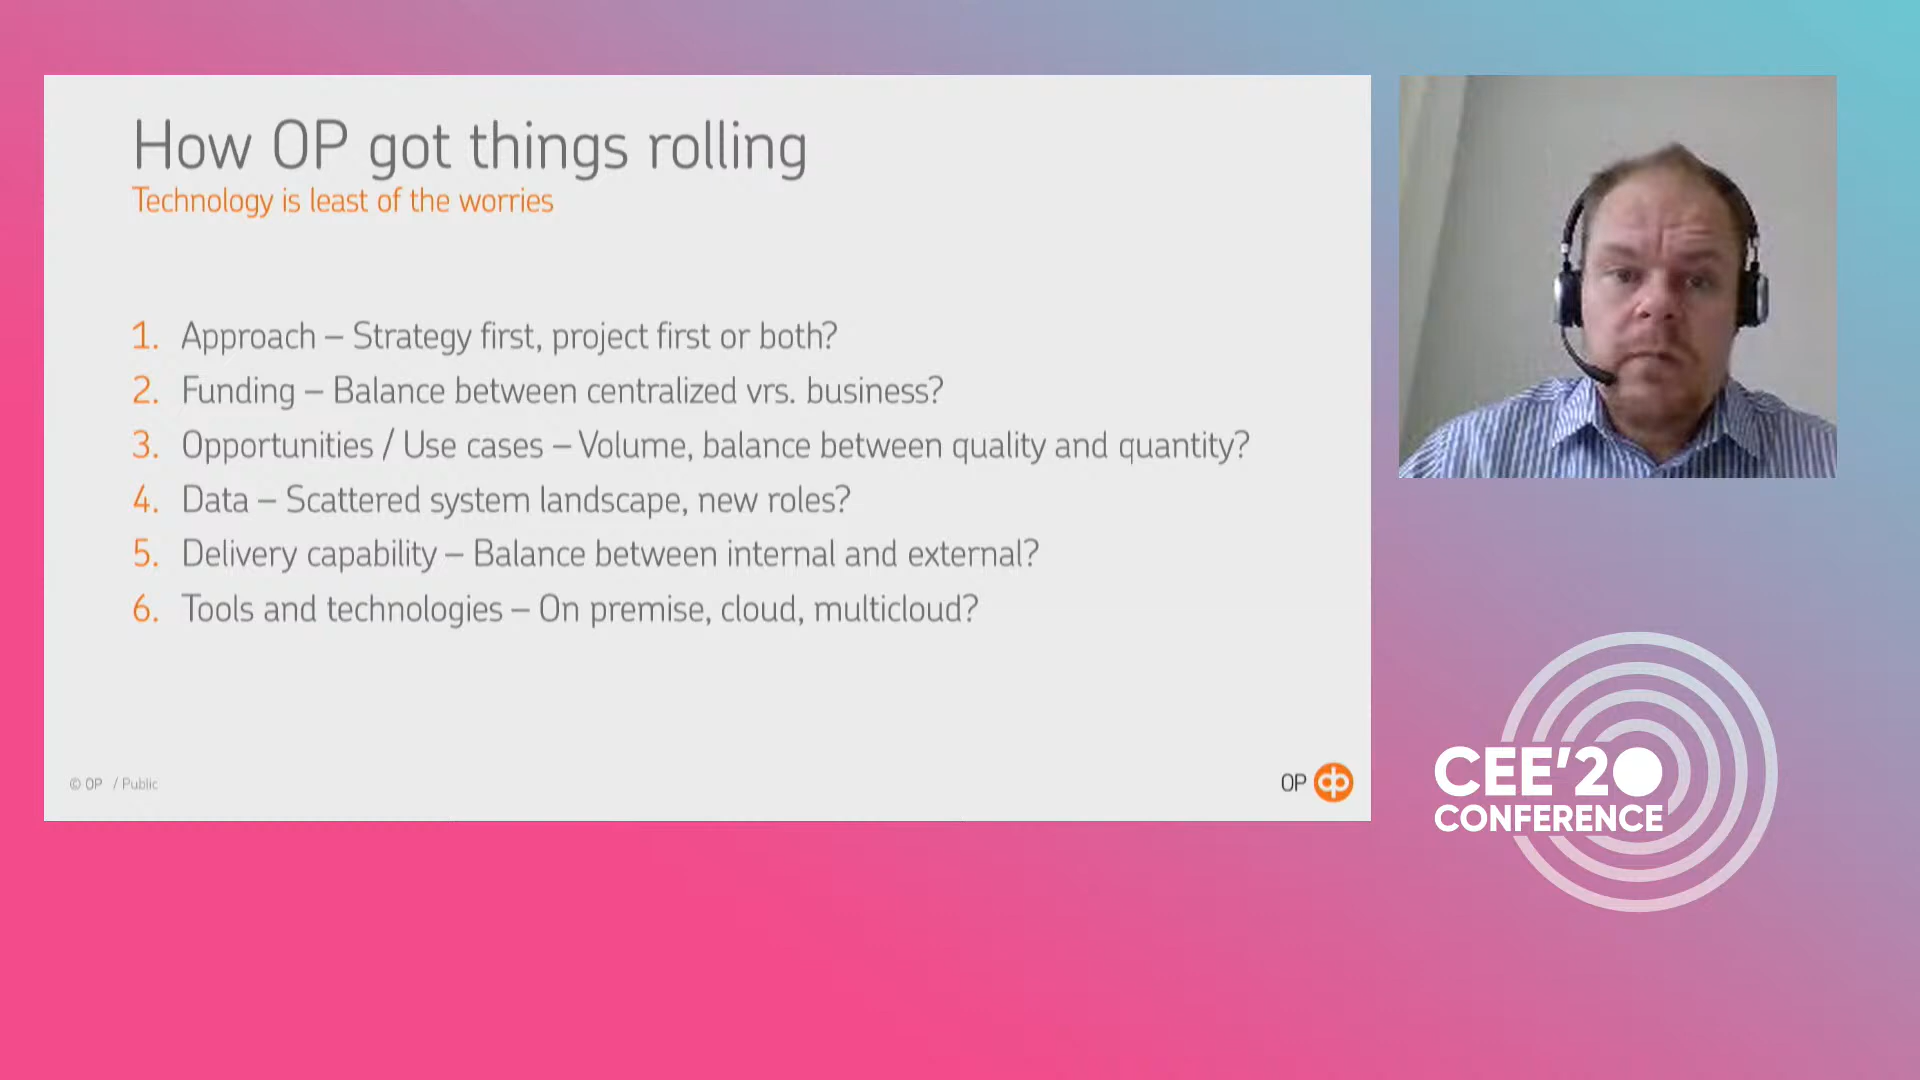 How OP got things rolling
Technology is least of the worries
1. Approach – Strategy first, project first or both?
2. Funding – Balance between centralized vrs. business?
3. Opportunities / Use cases – Volume, balance between quality and quantity?
4. Data – Scattered system landscape, new roles?
5. Delivery capability – Balance between internal and external?
6. Tools and technologies – On premise, cloud, multicloud?
© OP / Public
OP
CEE'20
CONFERENCE